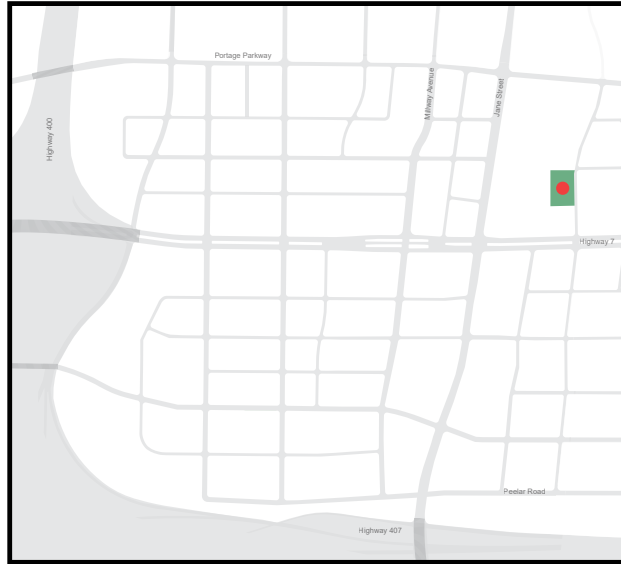 Portage Parkway
Millway Avenue
Jane Street
Highway 400
Highway 7
Peelar Road
Highway 407